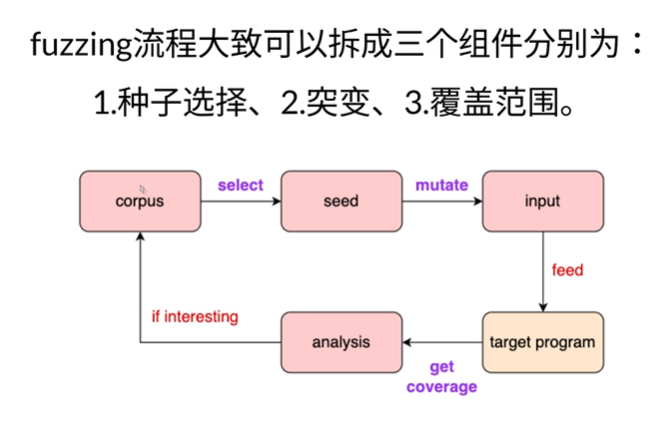 fuzzing流程大致可以拆成三个组件分别为：
1.种子选择、2.突变、3.覆盖范围。
corpus
select
seed
mutate
input
feed
if interesting
analysis
target program
get
coverage